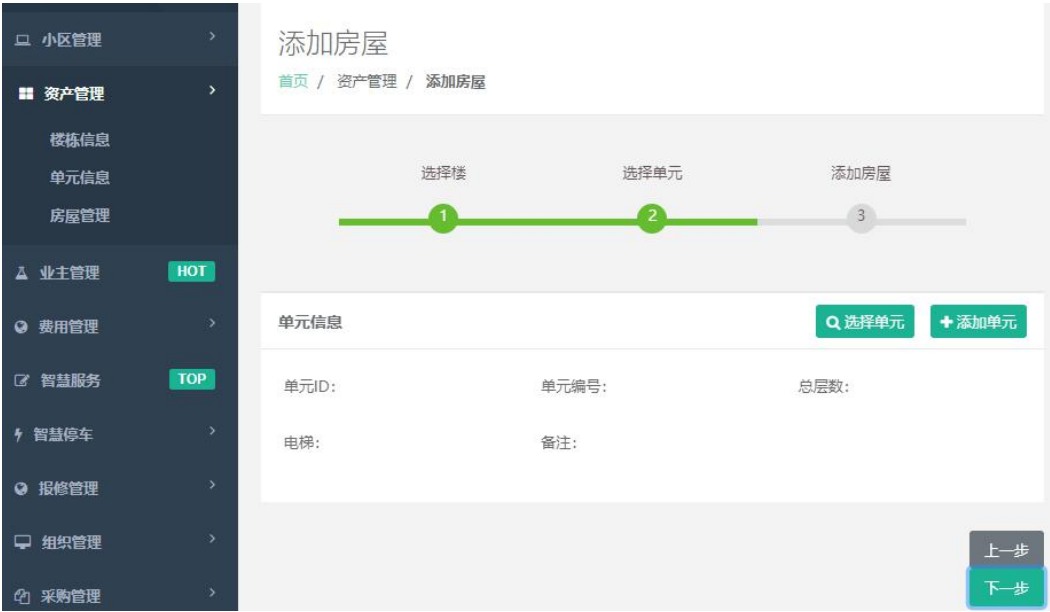 小区管理
资产管理
楼栋信息
单元信息
房屋管理
业主管理 HOT
费用管理
智慧服务 TOP
智慧停车
报修管理
组织管理
采购管理
添加房屋
首页 / 资产管理 / 添加房屋
选择楼 选择单元 添加房屋
1 2 3
单元信息 选择单元 添加单元
单元ID: 单元编号: 总层数:
电梯: 备注:
上一步
下一步